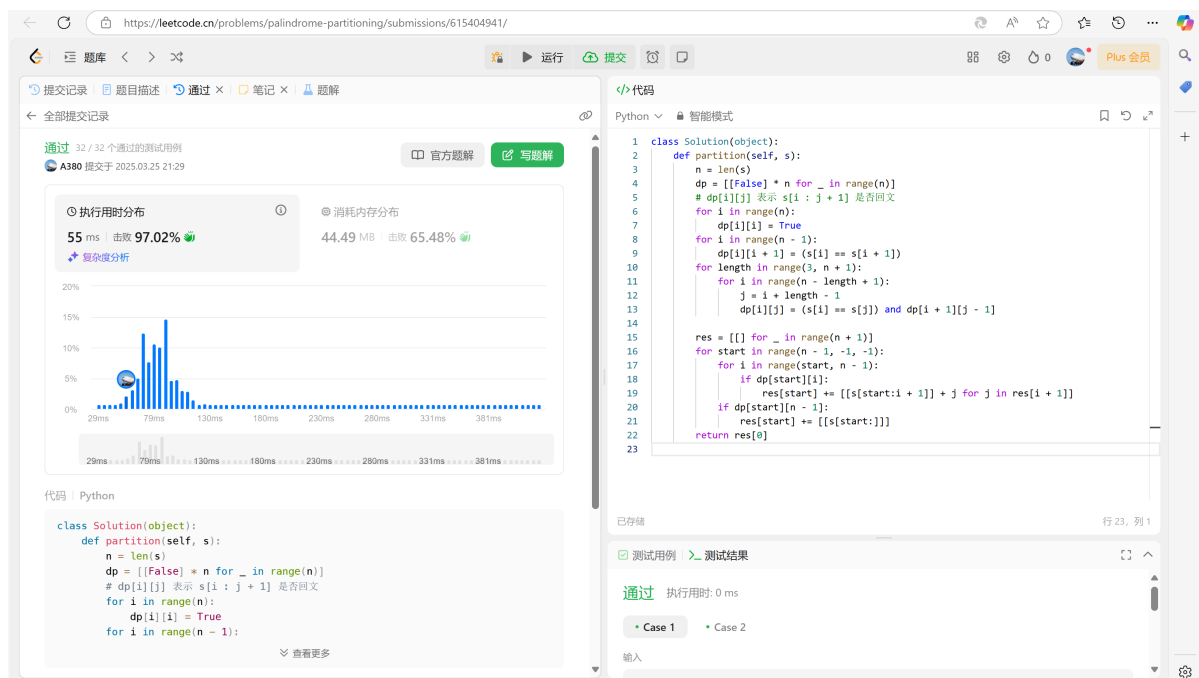 https://leetcode.cn/problems/palindrome-partitioning/submissions/615404941/
题库
运行
提交
0
Plus 会员
提交记录
题目描述
通过
笔记
题解
全部提交记录
通过 32 / 32 个通过的测试用例
A380 提交于 2025.03.25 21:29
官方题解
写题解
执行用时分布
55 ms 击败 97.02%
复杂度分析
消耗内存分布
44.49 MB 击败 65.48%
20%
15%
10%
5%
0%
29ms 79ms 130ms 180ms 230ms 280ms 331ms 381ms
29ms 79ms 130ms 180ms 230ms 280ms 331ms 381ms
代码 Python
class Solution(object):
def partition(self, s):
n = len(s)
dp = [[False] * n for _ in range(n)]
# dp[i][j] 表示 s[i : j + 1] 是否回文
for i in range(n):
dp[i][i] = True
for i in range(n - 1):
查看更多
</>代码
Python 智能模式
1 class Solution(object):
2 def partition(self, s):
3 n = len(s)
4 dp = [[False] * n for _ in range(n)]
5 # dp[i][j] 表示 s[i : j + 1] 是否回文
6 for i in range(n):
7 dp[i][i] = True
8 for i in range(n - 1):
9 dp[i][i + 1] = (s[i] == s[i + 1])
10 for length in range(3, n + 1):
11 for i in range(n - length + 1):
12 j = i + length - 1
13 dp[i][j] = (s[i] == s[j]) and dp[i + 1][j - 1]
14
15 res = [[] for _ in range(n + 1)]
16 for start in range(n - 1, -1, -1):
17 for i in range(start, n - 1):
18 if dp[start][i]:
19 res[start] += [[s[start:i + 1]] + j for j in res[i + 1]]
20 if dp[start][n - 1]:
21 res[start] += [[s[start:]]]
22 return res[0]
23
已存储
行 23, 列 1
测试用例
测试结果
通过 执行用时: 0 ms
Case 1
Case 2
输入